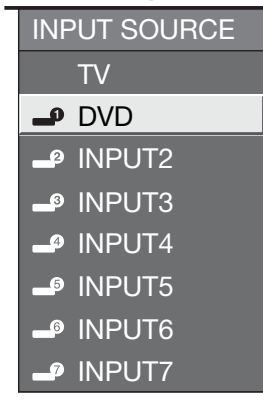 INPUT SOURCE
TV
1 DVD
2 INPUT2
3 INPUT3
4 INPUT4
5 INPUT5
6 INPUT6
7 INPUT7